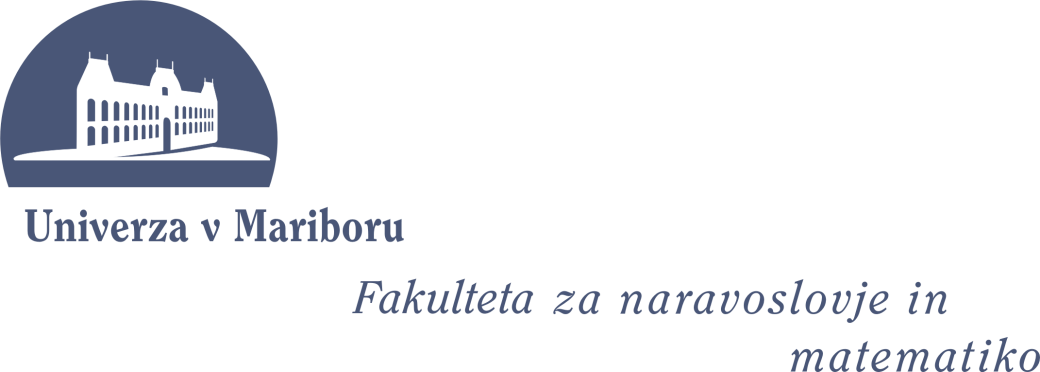 Univerza v Mariboru
Fakulteta za naravoslovje in
matematiko